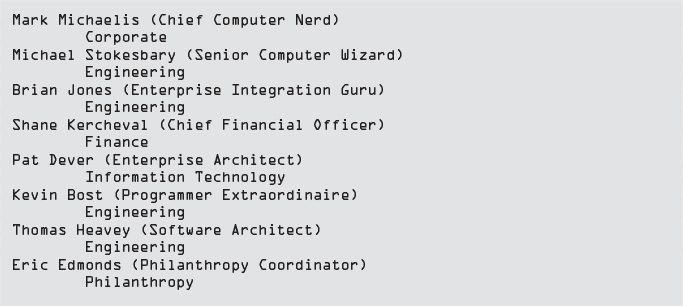 Mark Michaelis (Chief Computer Nerd)
        Corporate
Michael Stokesbary (Senior Computer Wizard)
        Engineering
Brian Jones (Enterprise Integration Guru)
        Engineering
Shane Kercheval (Chief Financial Officer)
        Finance
Pat Dever (Enterprise Architect)
        Information Technology
Kevin Bost (Programmer Extraordinaire)
        Engineering
Thomas Heavey (Software Architect)
        Engineering
Eric Edmonds (Philanthropy Coordinator)
        Philanthropy